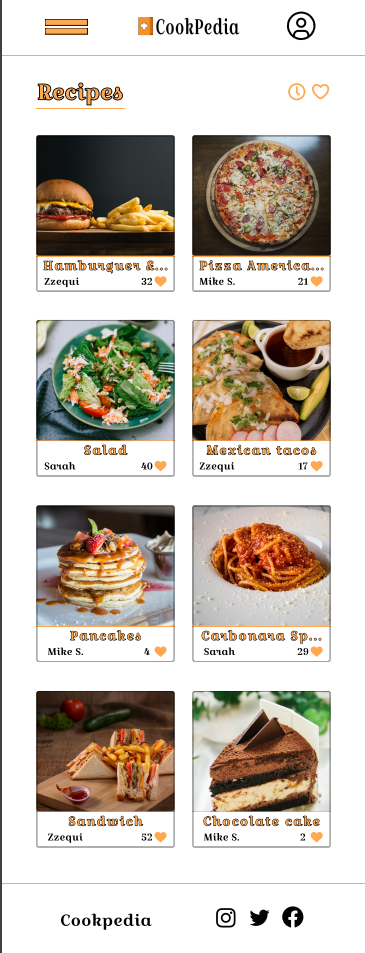 CookPedia
Recipes
Hamburguer &...
Zzequi 32
Pizza America...
Mike S. 21
Salad
Sarah 40
Mexican tacos
Zzequi 17
Pancakes
Mike S. 4
Carbonara Sp...
Sarah 29
Sandwich
Zzequi 52
Chocolate cake
Mike S. 2
Cookpedia